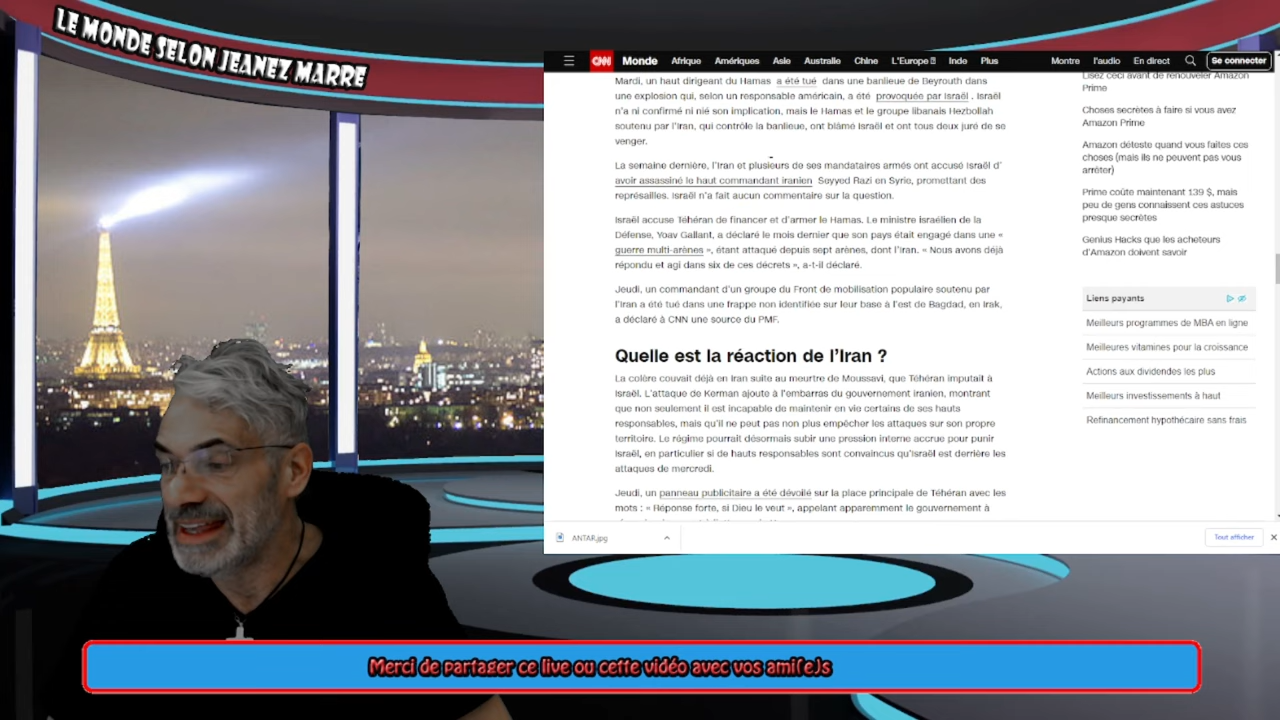 LE MONDE SELON JEANEZ MARRE
CNN Monde Afrique Amériques Asie Australie Chine L'Europe Inde Plus Montre l'audio En direct Se connecter
Mardi, un haut dirigeant du Hamas a été tué dans une banlieue de Beyrouth dans
une explosion qui, selon un responsable américain, a été provoquée par Israël . Israël
n'a ni confirmé ni nié son implication, mais le Hamas et le groupe libanais Hezbollah
soutenu par l'Iran, qui contrôle la banlieue, ont blâmé Israël et ont tous deux juré de se
venger.
La semaine dernière, l'Iran et plusieurs de ses mandataires armés ont accusé Israël d'
avoir assassiné le haut commandant iranien Sayyed Razi en Syrie, promettant des
représailles. Israël n'a fait aucun commentaire sur la question.
Israël accuse Téhéran de financer et d'armer le Hamas. Le ministre israélien de la
Défense, Yoav Gallant, a déclaré le mois dernier que son pays était engagé dans une «
guerre multi-arènes », étant attaqué depuis sept arènes, dont l'Iran. « Nous avons déjà
répondu et agi dans six de ces décrets », a-t-il déclaré.
Jeudi, un commandant d'un groupe du Front de mobilisation populaire soutenu par
l'Iran a été tué dans une frappe non identifiée sur leur base à l'est de Bagdad, en Irak,
a déclaré à CNN une source du PMF.
Quelle est la réaction de l'Iran ?
La colère couvait déjà en Iran suite au meurtre de Moussavi, que Téhéran imputait à
Israël. L'attaque de Kerman ajoute à l'embarras du gouvernement iranien, montrant
que non seulement il est incapable de maintenir en vie certains de ses hauts
responsables, mais qu'il ne peut pas non plus empêcher les attaques sur son propre
territoire. Le régime pourrait désormais subir une pression interne accrue pour punir
Israël, en particulier si de hauts responsables sont convaincus qu'Israël est derrière les
attaques de mercredi.
Jeudi, un panneau publicitaire a été dévoilé sur la place principale de Téhéran avec les
mots : « Réponse forte, si Dieu le veut », appelant apparemment le gouvernement à
Lisez ceci avant de renouveler Amazon
Prime
Choses secrètes à faire si vous avez
Amazon Prime
Amazon déteste quand vous faites ces
choses (mais ils ne peuvent pas vous
arrêter)
Prime coûte maintenant 139 $, mais
peu de gens connaissent ces astuces
presque secrètes
Genius Hacks que les acheteurs
d'Amazon doivent savoir
Liens payants
Meilleurs programmes de MBA en ligne
Meilleures vitamines pour la croissance
Actions aux dividendes les plus
Meilleurs investissements à haut
Refinancement hypothécaire sans frais
ANTAR.jpg
Tout afficher
Merci de partager ce live ou cette vidéo avec vos ami(e)s